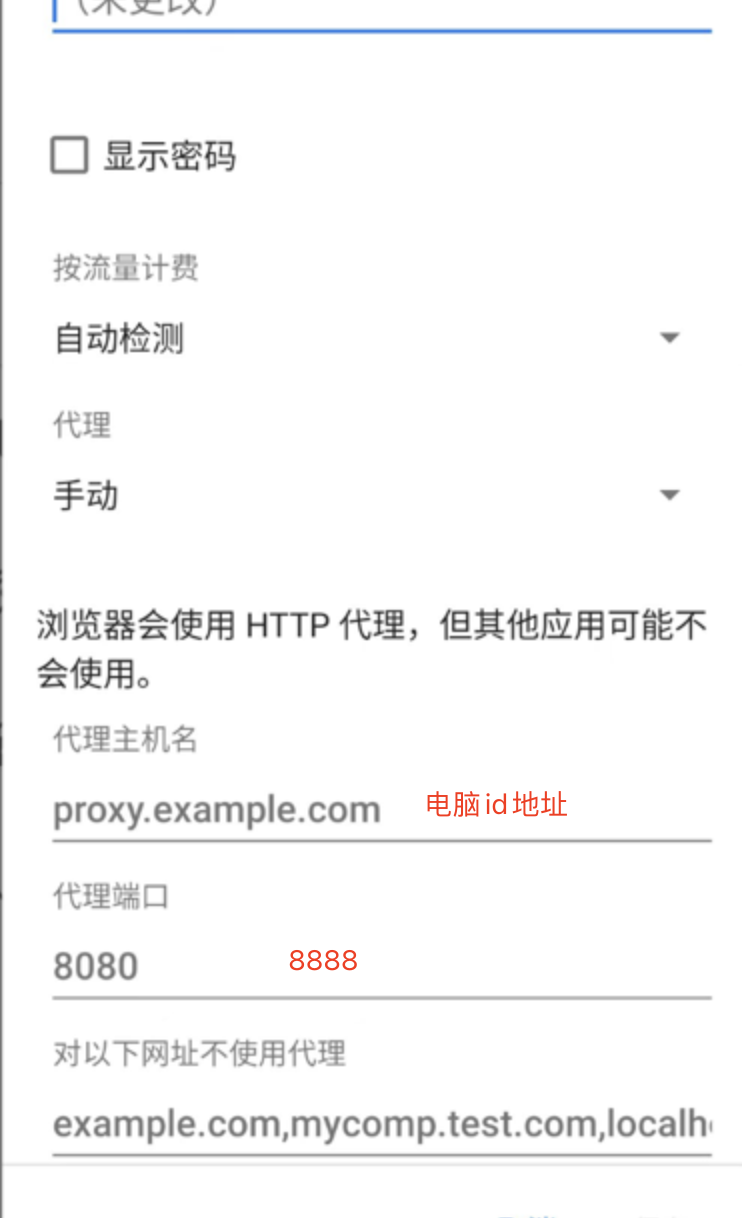 （未更改）
显示密码
按流量计费
自动检测
代理
手动
浏览器会使用 HTTP 代理，但其他应用可能不
会使用。
代理主机名
proxy.example.com 电脑id地址
代理端口
8080 8888
对以下网址不使用代理
example.com,mycomp.test.com,localh